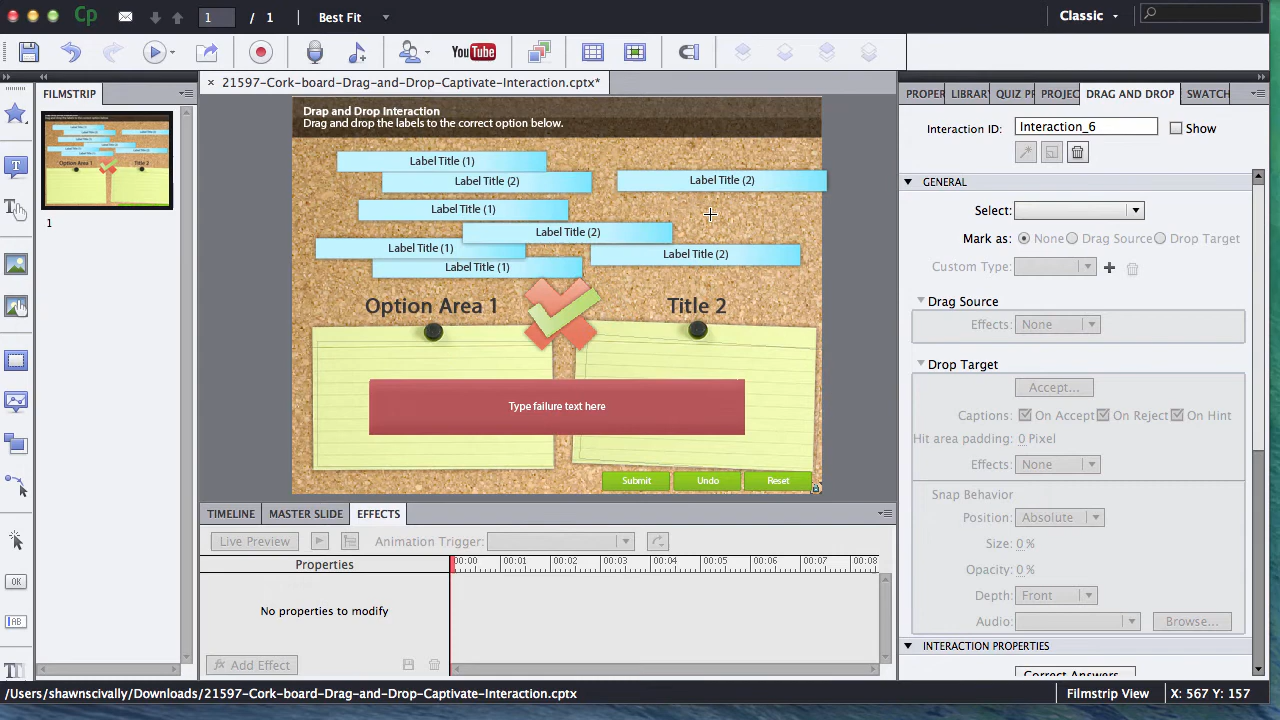 Cp
1
/ 1
Best Fit
Classic
You Tube
FILMSTRIP
1
× 21597-Cork-board-Drag-and-Drop-Captivate-Interaction.cptx*
Drap and Drop Interaction
Drag and drop the labels to the correct option below.
Label Title (1)
Label Title (2)
Label Title (2)
Label Title (1)
Label Title (2)
Label Title (1)
Label Title (2)
Label Title (1)
Option Area 1
Title 2
Type failure text here
Submit
Undo
Reset
TIMELINE
MASTER SLIDE
EFFECTS
Live Preview
Animation Trigger:
Properties
00:00 00:01 00:02 00:03 00:04 00:05 00:06 00:07 00:08
No properties to modify
fx Add Effect
PROPER
LIBRAR
QUIZ PR
PROJEC
DRAG AND DROP
SWATCH
Interaction ID:
Interaction_6
Show
GENERAL
Select:
Mark as:
None
Drag Source
Drop Target
Custom Type:
Drag Source
Effects: None
Drop Target
Accept...
Captions: On Accept On Reject On Hint
Hit area padding: 0 Pixel
Effects: None
Snap Behavior
Position: Absolute
Size: 0 %
Opacity: 0 %
Depth: Front
Audio:
Browse...
INTERACTION PROPERTIES
Correct Answers
OK
AB
/Users/shawnscivally/Downloads/21597-Cork-board-Drag-and-Drop-Captivate-Interaction.cptx
Filmstrip View
X: 567 Y: 157